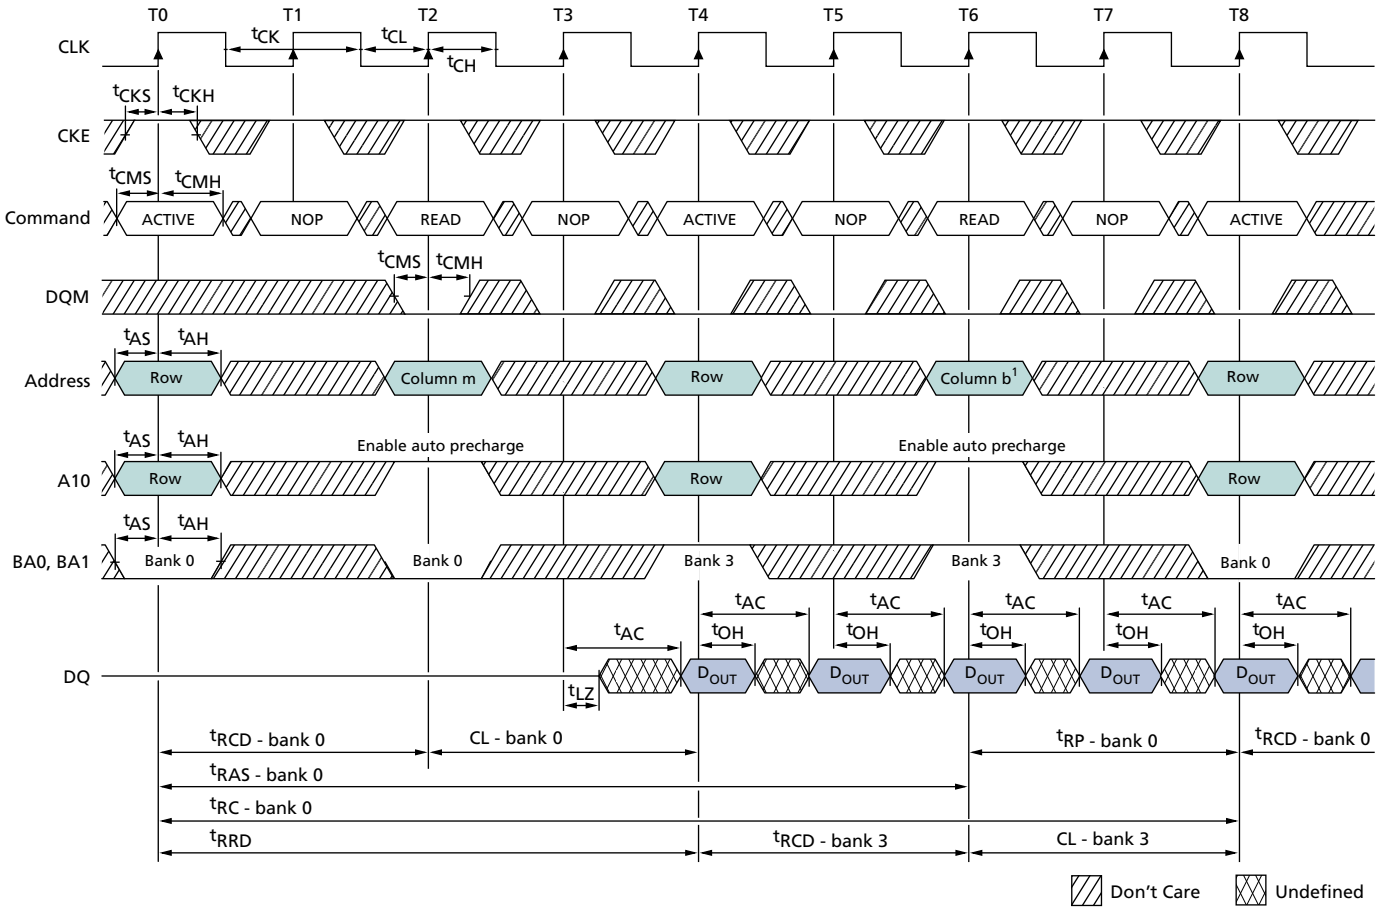 T0 T1 T2 T3 T4 T5 T6 T7 T8
CLK tCK tCL tCH
tCKS tCKH
CKE
tCMS tCMH
Command ACTIVE NOP READ NOP ACTIVE NOP READ NOP ACTIVE
tCMS tCMH
DQM
tAS tAH
Address Row Column m Row Column b1 Row
tAS tAH Enable auto precharge Enable auto precharge
A10 Row Row Row
tAS tAH
BA0, BA1 Bank 0 Bank 0 Bank 3 Bank 3 Bank 0
tAC tAC tAC tAC tAC
tAC tOH tOH tOH tOH tOH
DQ DOUT DOUT DOUT DOUT DOUT
tLZ
tRCD - bank 0 CL - bank 0 tRP - bank 0 tRCD - bank 0
tRAS - bank 0
tRC - bank 0
tRRD tRCD - bank 3 CL - bank 3
Don't Care Undefined